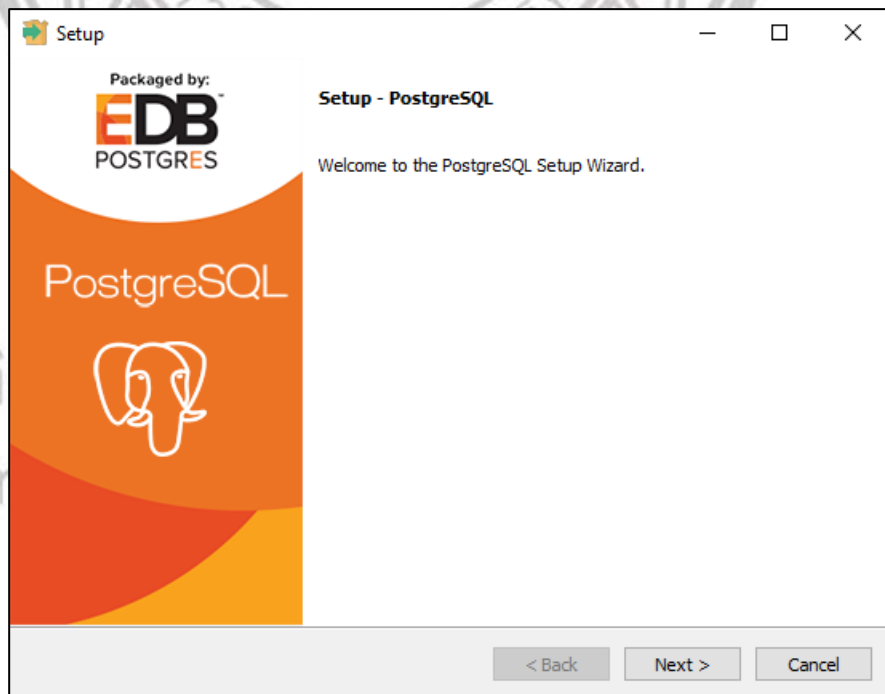 Setup
Packaged by:
EDB
POSTGRES
Setup - PostgreSQL
Welcome to the PostgreSQL Setup Wizard.
PostgreSQL
< Back
Next >
Cancel